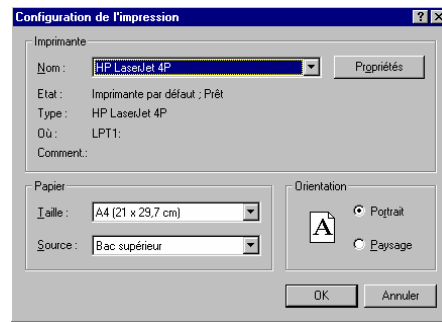 Configuration de l'impression
Imprimante
Nom : HP LaserJet 4P Propriétés
Etat : Imprimante par défaut ; Prêt
Type : HP LaserJet 4P
Où : LPT1:
Comment.:
Papier
Taille : A4 (21 x 29,7 cm)
Source : Bac supérieur
Orientation
A
Portrait
Paysage
OK Annuler